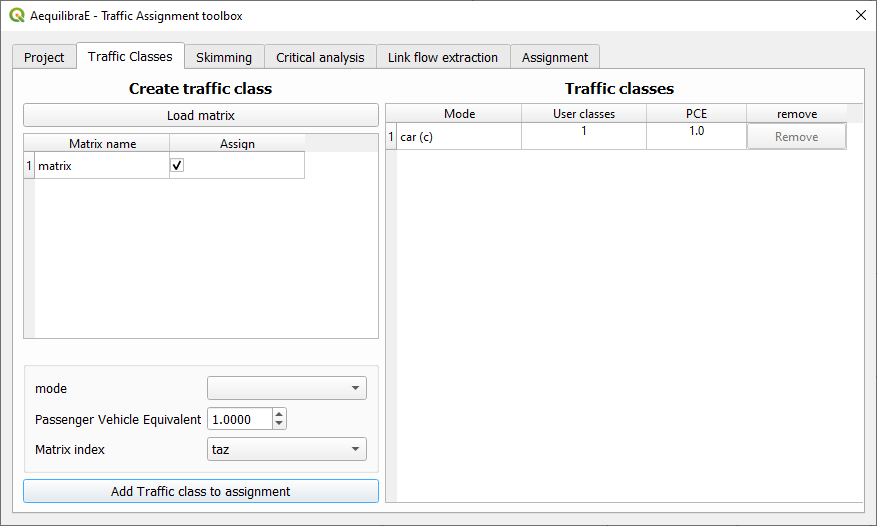 AequilibraE - Traffic Assignment toolbox
Project Traffic Classes Skimming Critical analysis Link flow extraction Assignment
Create traffic class
Load matrix
Matrix name Assign
1 matrix
mode
Passenger Vehicle Equivalent 1.0000
Matrix index taz
Add Traffic class to assignment
Traffic classes
Mode User classes PCE remove
1 car (c) 1 1.0 Remove